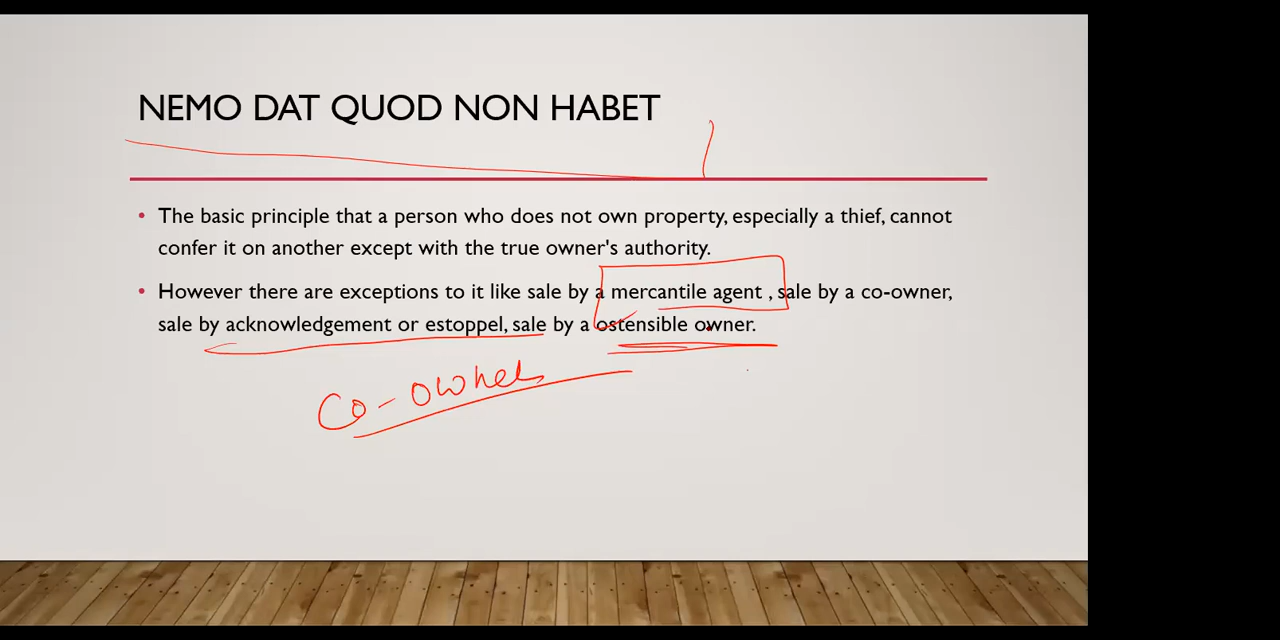 NEMO DAT QUOD NON HABET
• The basic principle that a person who does not own property, especially a thief, cannot
confer it on another except with the true owner's authority.
• However there are exceptions to it like sale by a mercantile agent , sale by a co-owner,
sale by acknowledgement or estoppel, sale by a ostensible owner.
Co-owner